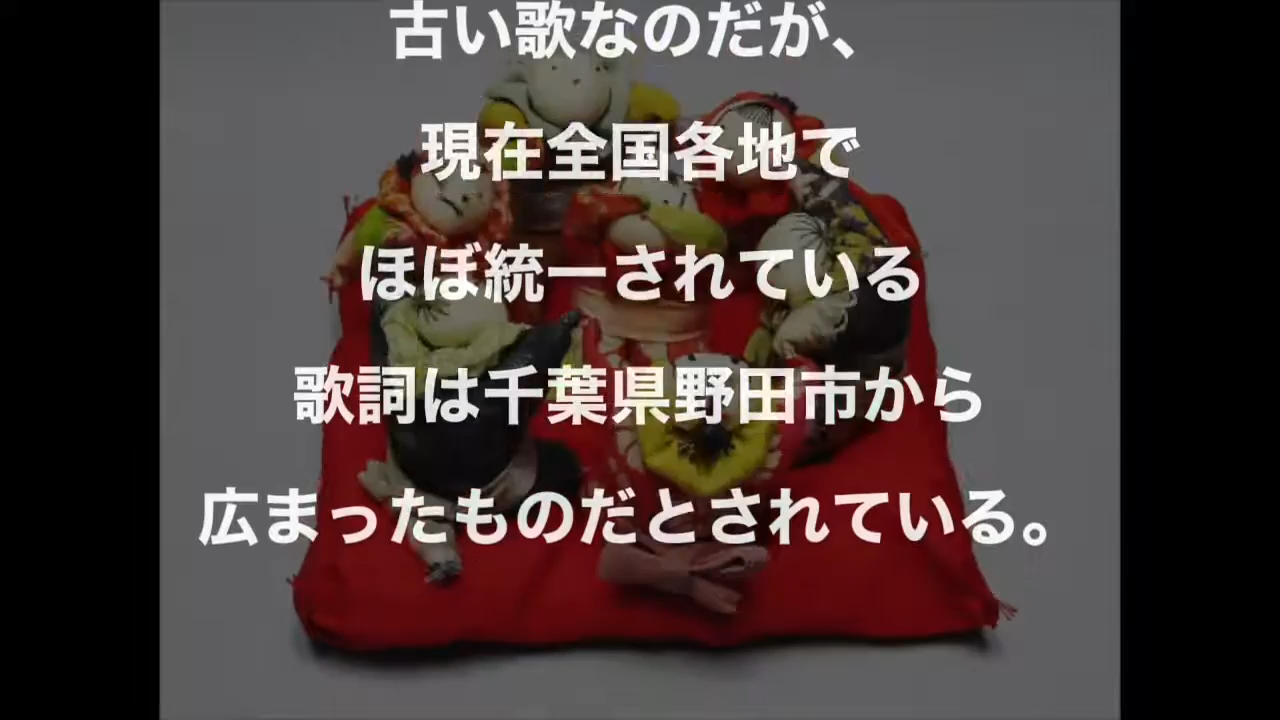 古い歌なのだが、
現在全国各地で
ほぼ統一されている
歌詞は千葉県野田市から
広まったものだとされている。